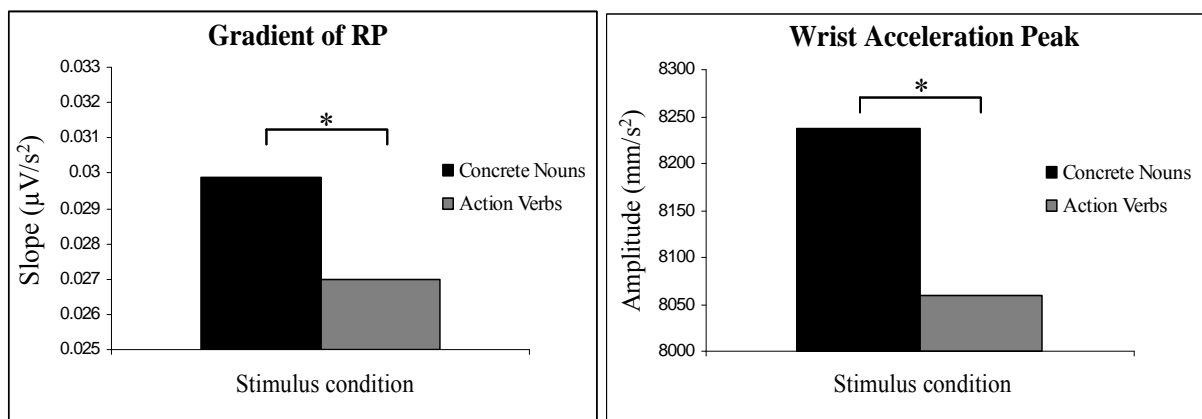 Gradient of RP
0.033
0.032
0.031
0.03
0.029
0.028
0.027
0.026
0.025
Slope (µV/s²)
*
Concrete Nouns
Action Verbs
Stimulus condition
Wrist Acceleration Peak
8300
8250
8200
8150
8100
8050
8000
Amplitude (mm/s²)
*
Concrete Nouns
Action Verbs
Stimulus condition